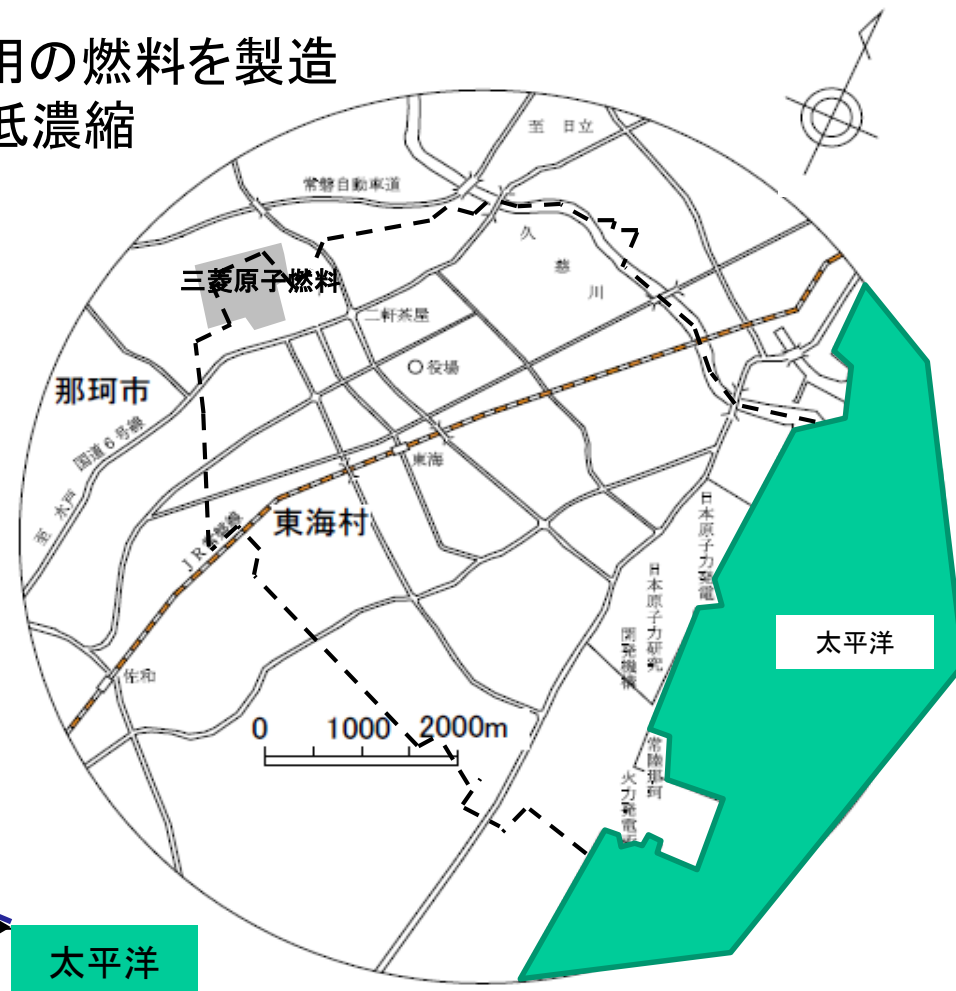 用の燃料を製造
低濃縮
至 日立
常磐自動車道
久慈川
三菱原子燃料
二軒茶屋
役場
那珂市
国道6号線
至 水戸
東海
東海村
JR常磐線
日本原子力発電
日本原子力研究
開発機構
太平洋
佐和
0 1000 2000m
常陸那珂
火力発電所
太平洋